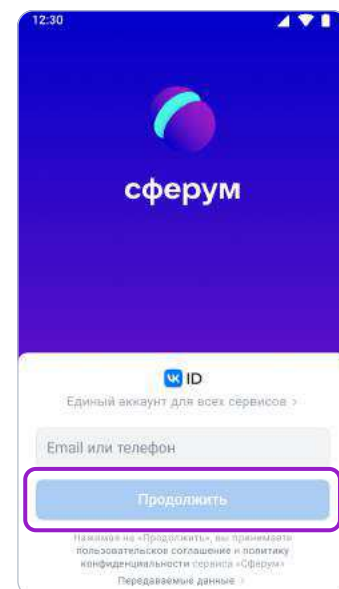 12:30
сферум
VK ID
Единый аккаунт для всех сервисов >
Email или телефон
Продолжить
Нажимая на «Продолжить», вы принимаете
пользовательское соглашение и политику
конфиденциальности сервиса «Сферум»
Передаваемые данные >